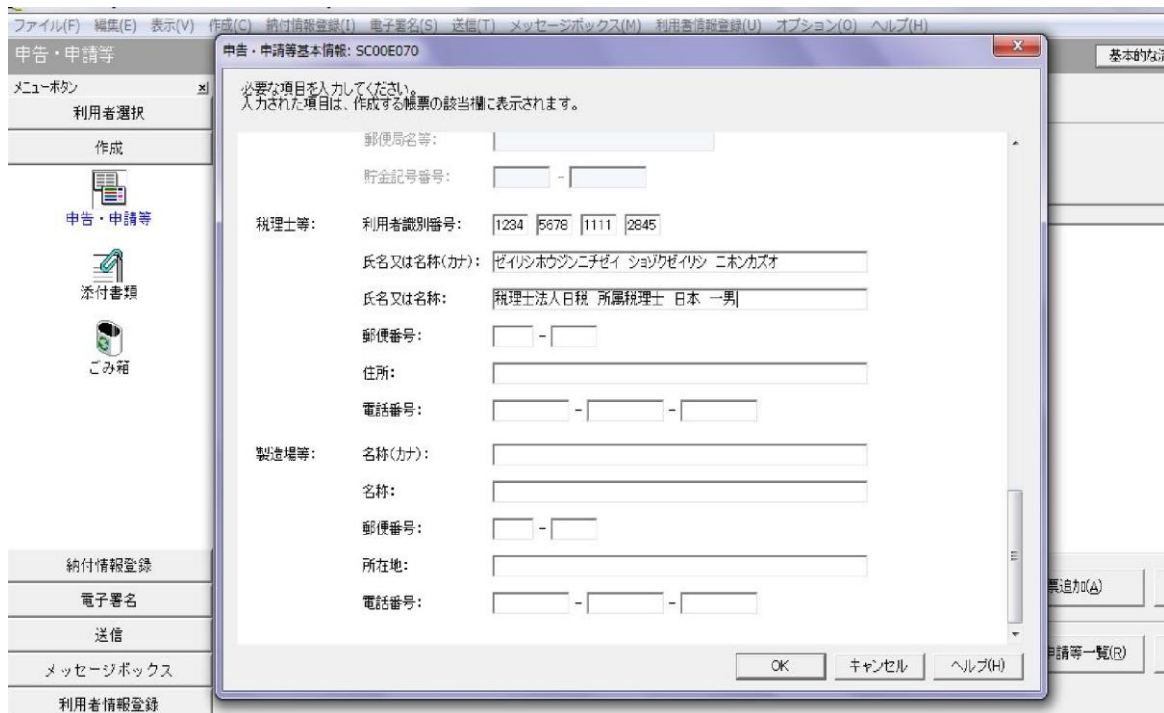 ファイル(F) 編集(E) 表示(V) 作成(C) 納付情報登録(I) 電子署名(S) 送信(T) メッセージボックス(M) 利用者情報登録(U) オプション(O) ヘルプ(H)
申告・申請等
基本的な
メニューボタン
利用者選択
作成
申告・申請等
添付書類
ごみ箱
納付情報登録
電子署名
送信
メッセージボックス
利用者情報登録
申告・申請等基本情報: SC00E070
必要な項目を入力してください。
入力された項目は、作成する帳票の該当欄に表示されます。
郵便局名等:
貯金記号番号: -
税理士等: 利用者識別番号: 1234 5678 1111 2845
氏名又は名称(カナ): ゼイリシホウジンニチゼイ ショゾクゼイリシ ニホンカズオ
氏名又は名称: 税理士法人日税 所属税理士 日本 一男
郵便番号: -
住所:
電話番号: - -
製造場等: 名称(カナ):
名称:
郵便番号: -
所在地:
電話番号: - -
OK キャンセル ヘルプ(H)
票追加(A)
申請等一覧(R)